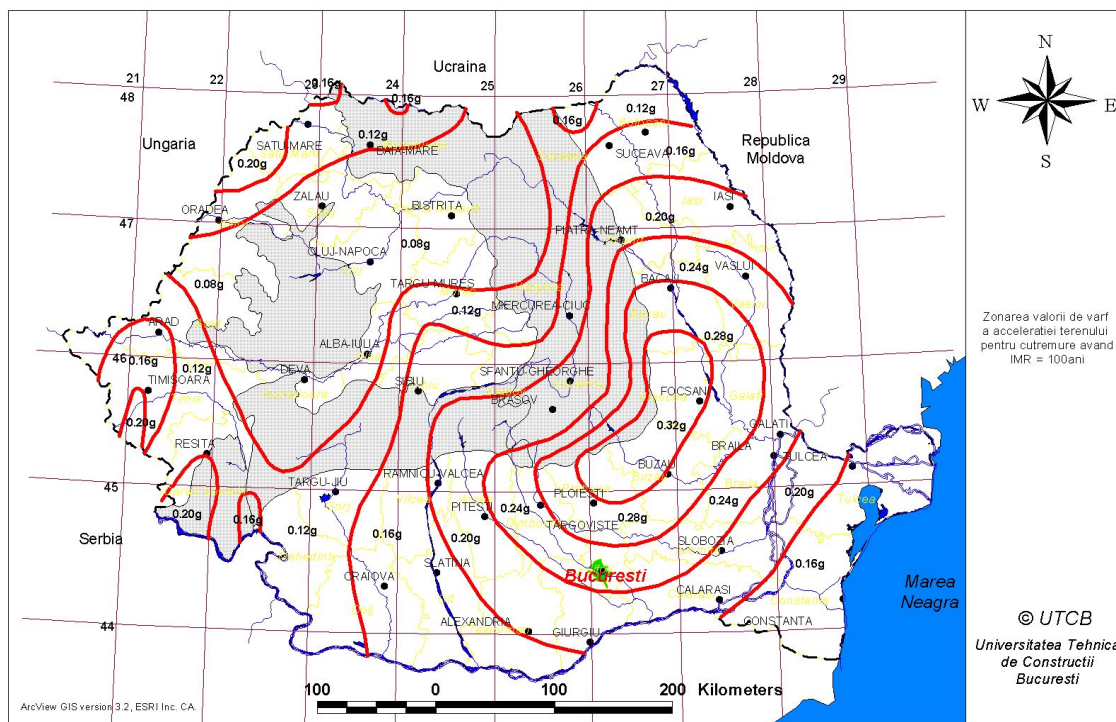 Ucraina
21
22
23
24
25
26
27
28
29
48
47
46
45
44
Ungaria
Republica
Moldova
Serbia
Marea
Neagra
0.16g
0.16g
0.12g
0.16g
0.12g
0.16g
0.20g
SATU-MARE
BAIA-MARE
SUCEAVA
ORADEA
ZALAU
BISTRITA
IASI
0.20g
PIATRA-NEAMT
CLUJ-NAPOCA
0.08g
0.08g
TARGU-MURES
BACAU
VASLUI
0.24g
MIERCUREA-CIUC
0.12g
ARAD
0.16g
0.12g
ALBA-IULIA
0.28g
TIMISOARA
DEVA
SIBIU
SFANTU-GHEORGHE
BRASOV
FOCSANI
0.20g
0.32g
GALATI
RESITA
BRAILA
TULCEA
TARGU-JIU
RAMNICU-VALCEA
BUZAU
0.20g
0.16g
0.12g
0.16g
0.20g
PITESTI
0.24g
PLOIESTI
TARGOVISTE
0.28g
0.24g
0.20g
SLOBOZIA
0.16g
CRAIOVA
SLATINA
Bucuresti
CALARASI
ALEXANDRIA
GIURGIU
CONSTANTA
100 0 100 200 Kilometers
ArcView GIS version 3.2, ESRI Inc. CA.
N
W E
S
Zonarea valorii de varf
a acceleratiei terenului
pentru cutremure avand
IMR = 100ani
© UTCB
Universitatea Tehnica
de Constructii
Bucuresti